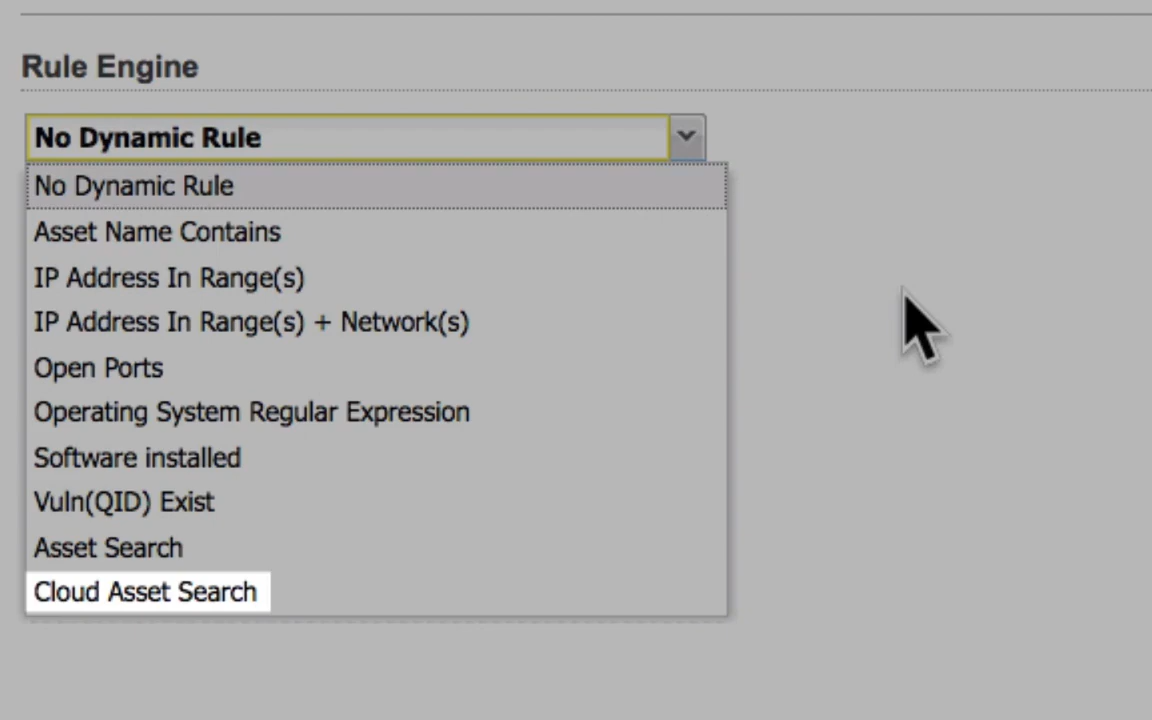 Rule Engine
No Dynamic Rule
No Dynamic Rule
Asset Name Contains
IP Address In Range(s)
IP Address In Range(s) + Network(s)
Open Ports
Operating System Regular Expression
Software installed
Vuln(QID) Exist
Asset Search
Cloud Asset Search